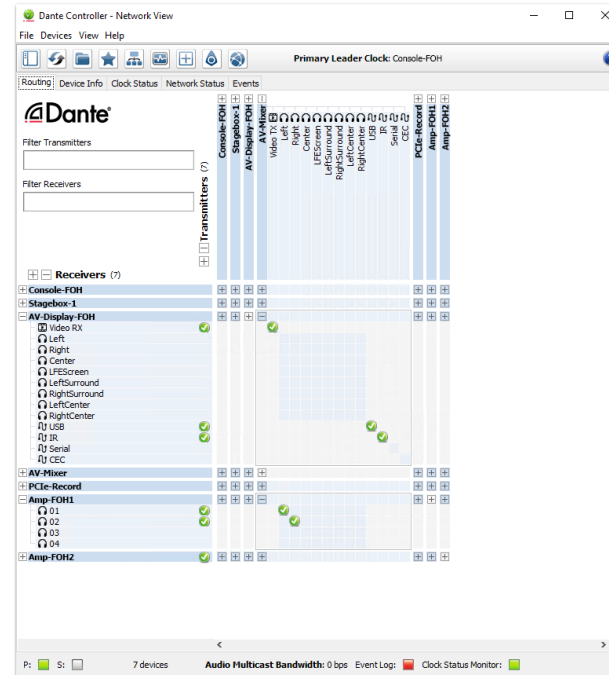 Dante Controller - Network View
File Devices View Help
Primary Leader Clock: Console-FOH
Routing Device Info Clock Status Network Status Events
Dante®
Filter Transmitters
Filter Receivers
Transmitters (7)
Console-FOH
Stagebox-1
AV-Display-FOH
AV-Mixer
Video TX
Left
Right
Center
LFEScreen
LeftSurround
RightSurround
LeftCenter
RightCenter
USB
IR
Serial
CEC
PCIe-Record
Amp-FOH1
Amp-FOH2
Receivers (7)
Console-FOH
Stagebox-1
AV-Display-FOH
Video RX
Left
Right
Center
LFEScreen
LeftSurround
RightSurround
LeftCenter
RightCenter
USB
IR
Serial
CEC
AV-Mixer
PCIe-Record
Amp-FOH1
01
02
03
04
Amp-FOH2
P: S: 7 devices Audio Multicast Bandwidth: 0 bps Event Log: Clock Status Monitor: